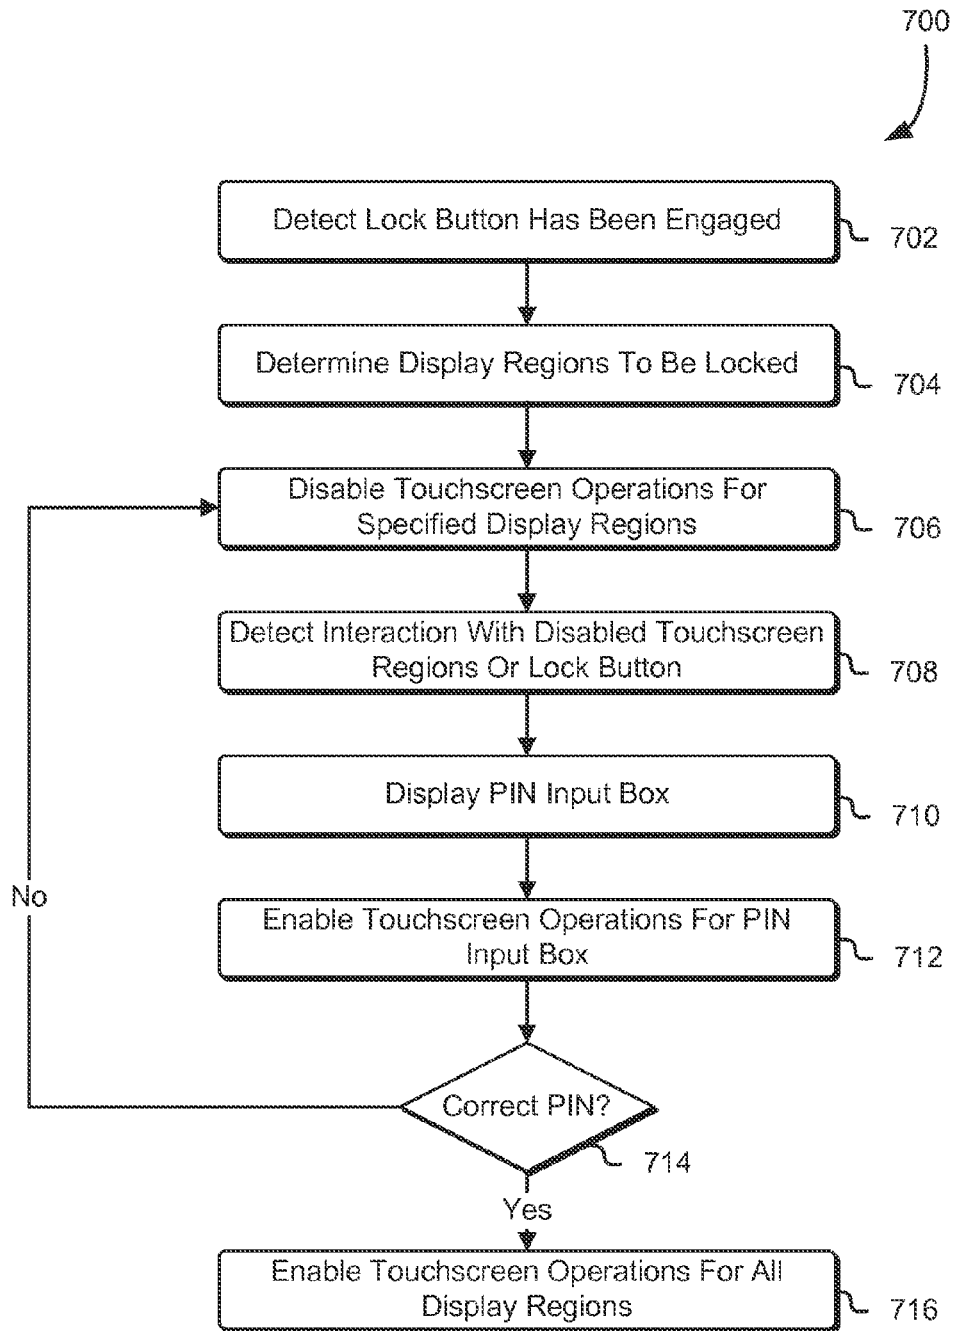 700
Detect Lock Button Has Been Engaged
702
Determine Display Regions To Be Locked
704
Disable Touchscreen Operations For
Specified Display Regions
706
Detect Interaction With Disabled Touchscreen
Regions Or Lock Button
708
Display PIN Input Box
710
No
Enable Touchscreen Operations For PIN
Input Box
712
Correct PIN?
714
Yes
Enable Touchscreen Operations For All
Display Regions
716